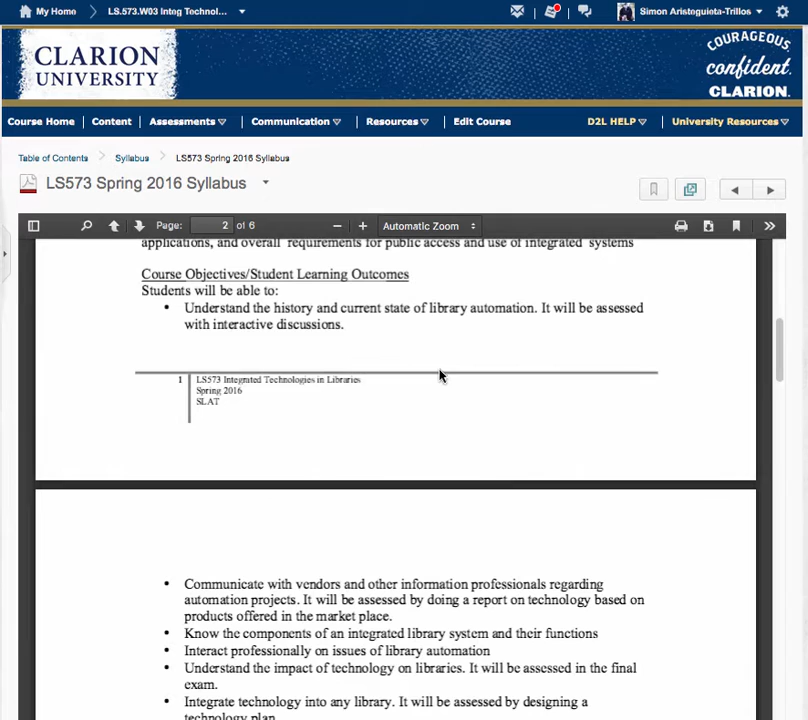 My Home
LS.573.W03 Integ Technol...
Simon Aristeguieta-Trillos
CLARION
UNIVERSITY
COURAGEOUS.
confident.
CLARION.
Course Home
Content
Assessments
Communication
Resources
Edit Course
D2L HELP
University Resources
Table of Contents
Syllabus
LS573 Spring 2016 Syllabus
LS573 Spring 2016 Syllabus
Page: 2 of 6
Automatic Zoom
applications, and overall requirements for public access and use of integrated systems
Course Objectives/Student Learning Outcomes
Students will be able to:
• Understand the history and current state of library automation. It will be assessed
with interactive discussions.
1
LS573 Integrated Technologies in Libraries
Spring 2016
SLAT
• Communicate with vendors and other information professionals regarding
automation projects. It will be assessed by doing a report on technology based on
products offered in the market place.
• Know the components of an integrated library system and their functions
• Interact professionally on issues of library automation
• Understand the impact of technology on libraries. It will be assessed in the final
exam.
• Integrate technology into any library. It will be assessed by designing a
technology plan